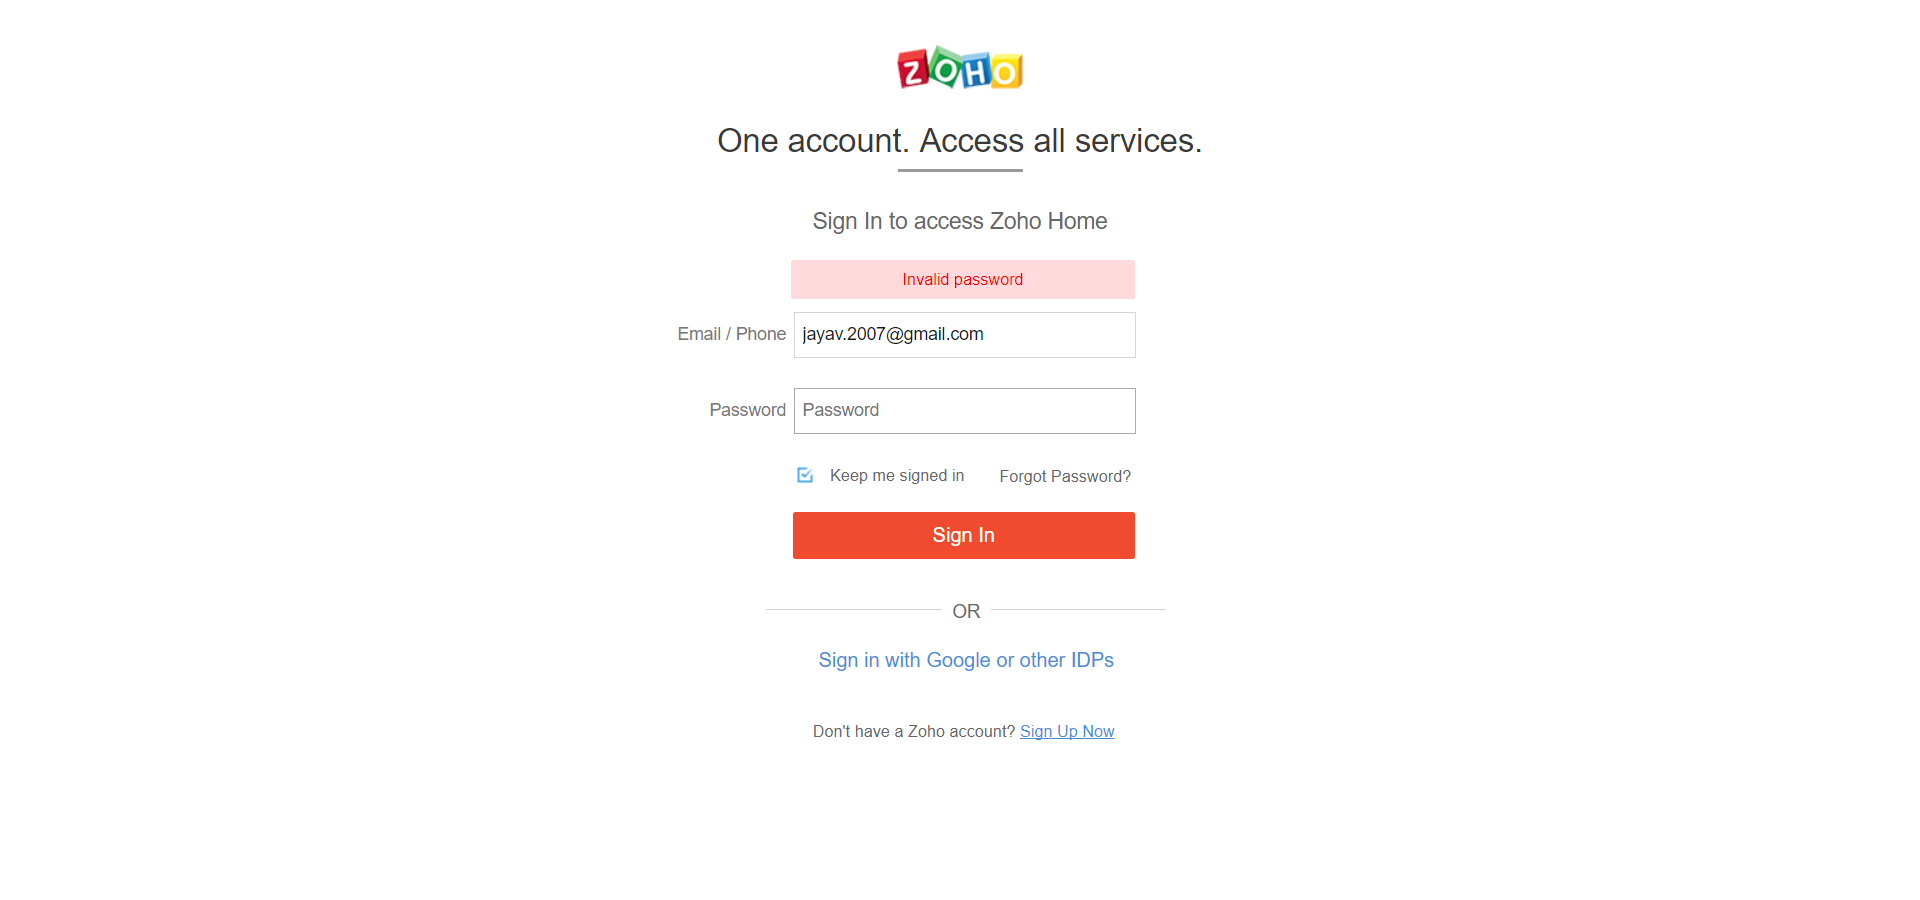 ZOHO
One account. Access all services.
Sign In to access Zoho Home
Invalid password
Email / Phone jayav.2007@gmail.com
Password Password
Keep me signed in Forgot Password?
Sign In
OR
Sign in with Google or other IDPs
Don't have a Zoho account? Sign Up Now